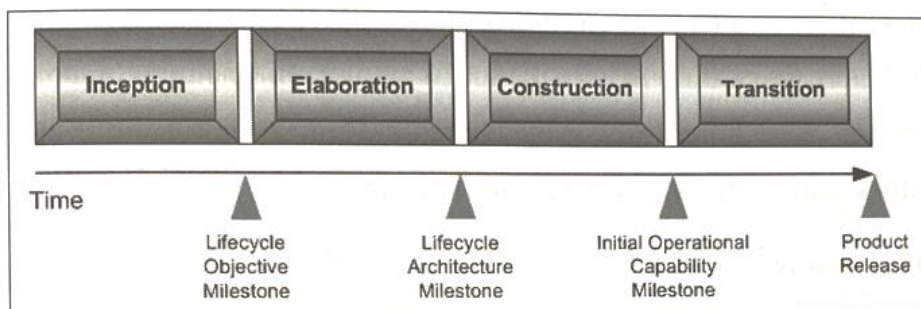 Inception
Elaboration
Construction
Transition
Time
Lifecycle
Objective
Milestone
Lifecycle
Architecture
Milestone
Initial Operational
Capability
Milestone
Product
Release